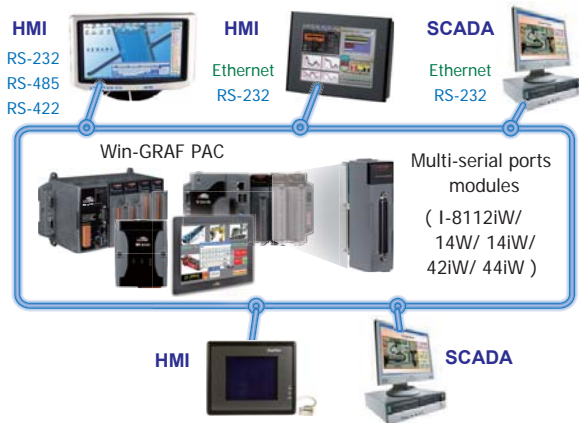 HMI
RS-232
RS-485
RS-422
HMI
Ethernet
RS-232
SCADA
Ethernet
RS-232
Win-GRAF PAC
Multi-serial ports
modules
( I-8112iW/
14W/ 14iW/
42iW/ 44iW )
HMI
SCADA